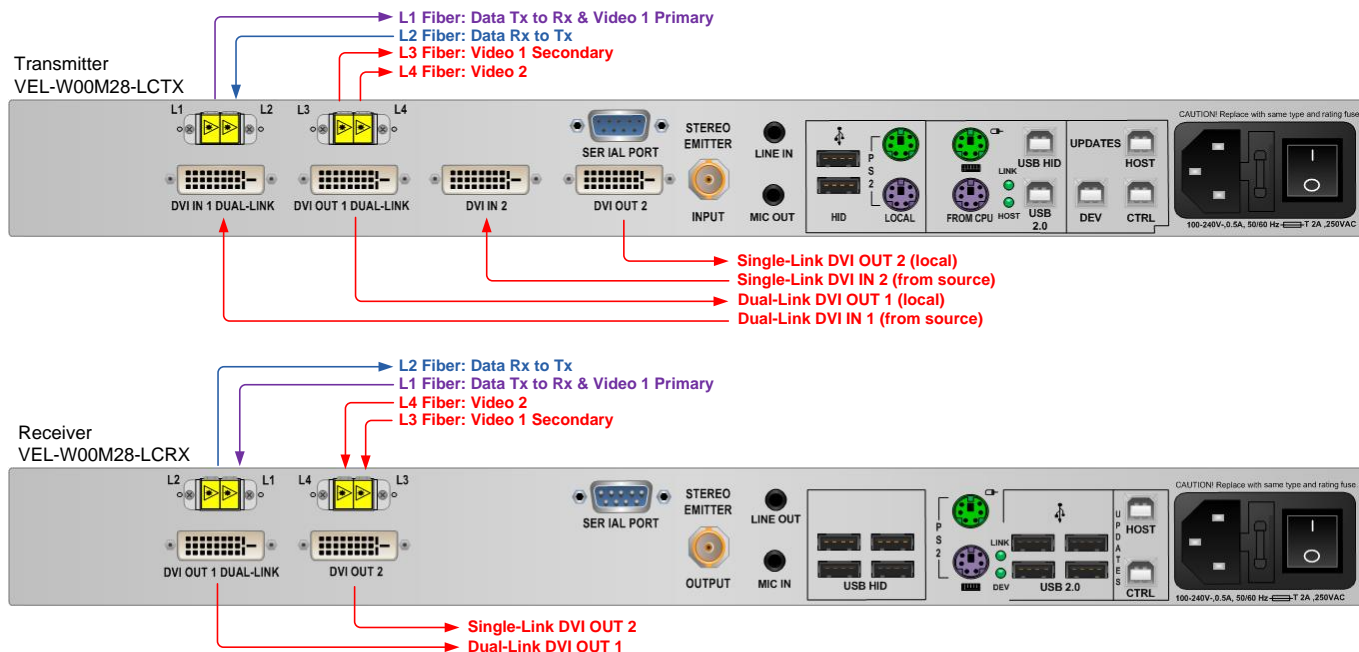 L1 Fiber: Data Tx to Rx & Video 1 Primary
L2 Fiber: Data Rx to Tx
L3 Fiber: Video 1 Secondary
L4 Fiber: Video 2
Transmitter
VEL-W00M28-LCTX
L1 L2 L3 L4
SER IAL PORT
STEREO
EMITTER
INPUT
LINE IN
MIC OUT
HID
PS2
LOCAL
FROM CPU
LINK
HOST
USB HID
USB
2.0
UPDATES
HOST
DEV
CTRL
CAUTION! Replace with same type and rating fuse
I
O
100-240V-,0.5A, 50/60 Hz T 2A ,250VAC
DVI IN 1 DUAL-LINK
DVI OUT 1 DUAL-LINK
DVI IN 2
DVI OUT 2
Single-Link DVI OUT 2 (local)
Single-Link DVI IN 2 (from source)
Dual-Link DVI OUT 1 (local)
Dual-Link DVI IN 1 (from source)
L2 Fiber: Data Rx to Tx
L1 Fiber: Data Tx to Rx & Video 1 Primary
L4 Fiber: Video 2
L3 Fiber: Video 1 Secondary
Receiver
VEL-W00M28-LCRX
L2 L1 L4 L3
SER IAL PORT
STEREO
EMITTER
OUTPUT
LINE OUT
MIC IN
USB HID
PS2
LINK
DEV
USB 2.0
UPDATES
HOST
CTRL
CAUTION! Replace with same type and rating fuse
I
O
100-240V-,0.5A, 50/60 Hz T 2A ,250VAC
DVI OUT 1 DUAL-LINK
DVI OUT 2
Single-Link DVI OUT 2
Dual-Link DVI OUT 1